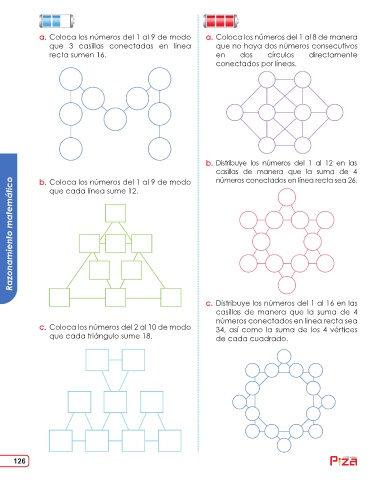 a. Coloca los números del 1 al 9 de modo
que 3 casillas conectadas en línea
recta sumen 16.
b. Coloca los números del 1 al 9 de modo
que cada línea sume 12.
c. Coloca los números del 2 al 10 de modo
que cada triángulo sume 18.
a. Coloca los números del 1 al 8 de manera
que no haya dos números consecutivos
en dos círculos directamente
conectados por líneas.
b. Distribuye los números del 1 al 12 en las
casillas de manera que la suma de 4
números conectados en línea recta sea 26.
c. Distribuye los números del 1 al 16 en las
casillas de manera que la suma de 4
números conectados en línea recta sea
34, así como la suma de los 4 vértices
de cada cuadrado.
Razonamiento matemático
126